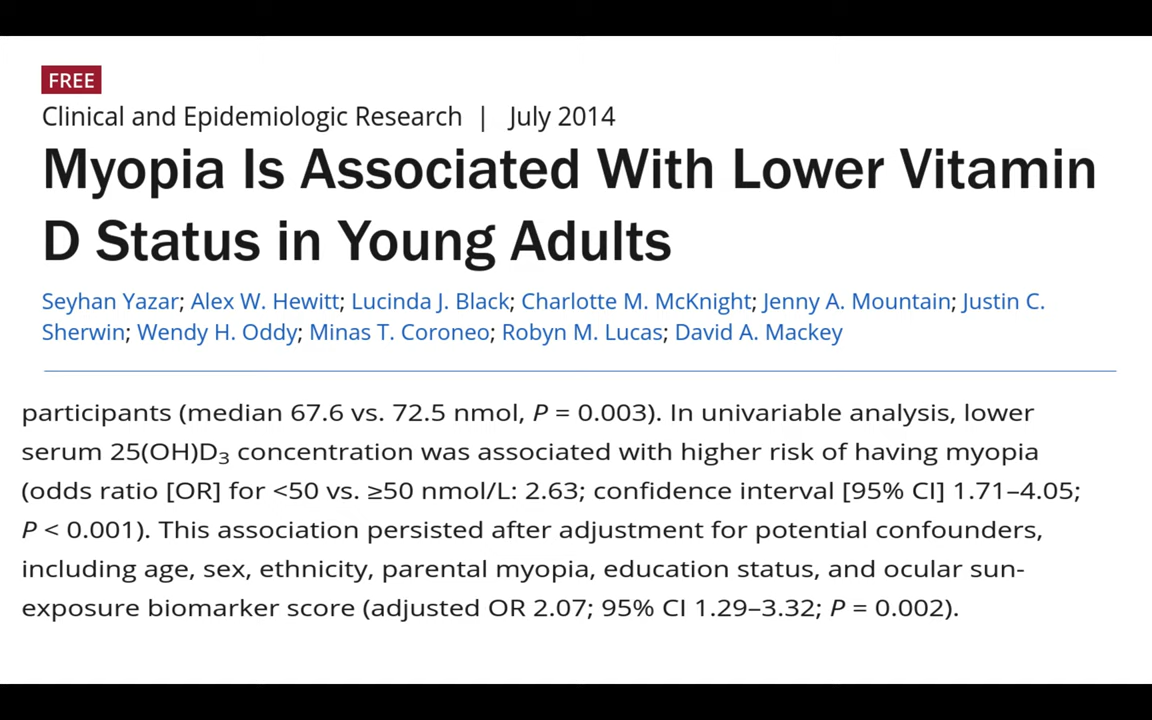 FREE
Clinical and Epidemiologic Research | July 2014
Myopia Is Associated With Lower Vitamin
D Status in Young Adults
Seyhan Yazar; Alex W. Hewitt; Lucinda J. Black; Charlotte M. McKnight; Jenny A. Mountain; Justin C.
Sherwin; Wendy H. Oddy; Minas T. Coroneo; Robyn M. Lucas; David A. Mackey
participants (median 67.6 vs. 72.5 nmol, P = 0.003). In univariable analysis, lower
serum 25(OH)D₃ concentration was associated with higher risk of having myopia
(odds ratio [OR] for <50 vs. ≥50 nmol/L: 2.63; confidence interval [95% CI] 1.71–4.05;
P < 0.001). This association persisted after adjustment for potential confounders,
including age, sex, ethnicity, parental myopia, education status, and ocular sun-
exposure biomarker score (adjusted OR 2.07; 95% CI 1.29–3.32; P = 0.002).